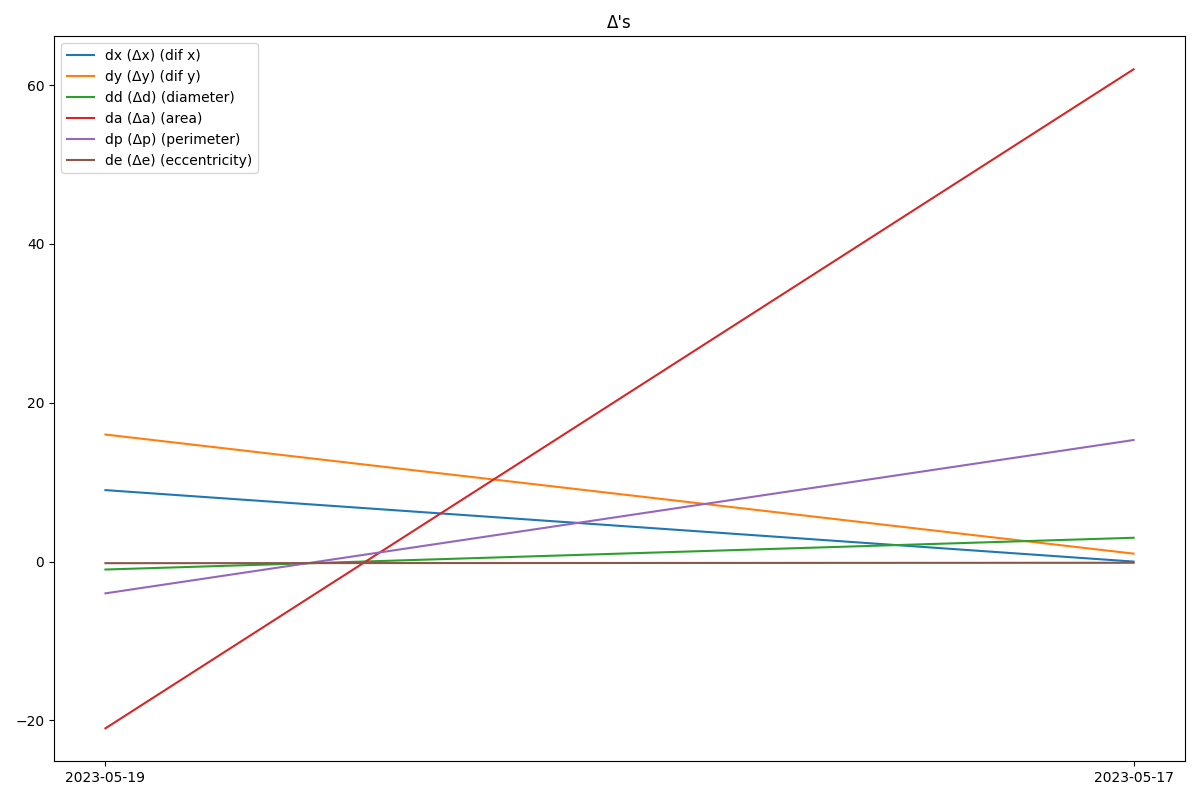 Δ's
dx (Δx) (dif x)
dy (Δy) (dif y)
dd (Δd) (diameter)
da (Δa) (area)
dp (Δp) (perimeter)
de (Δe) (eccentricity)
60
40
20
0
−20
2023-05-19 2023-05-17